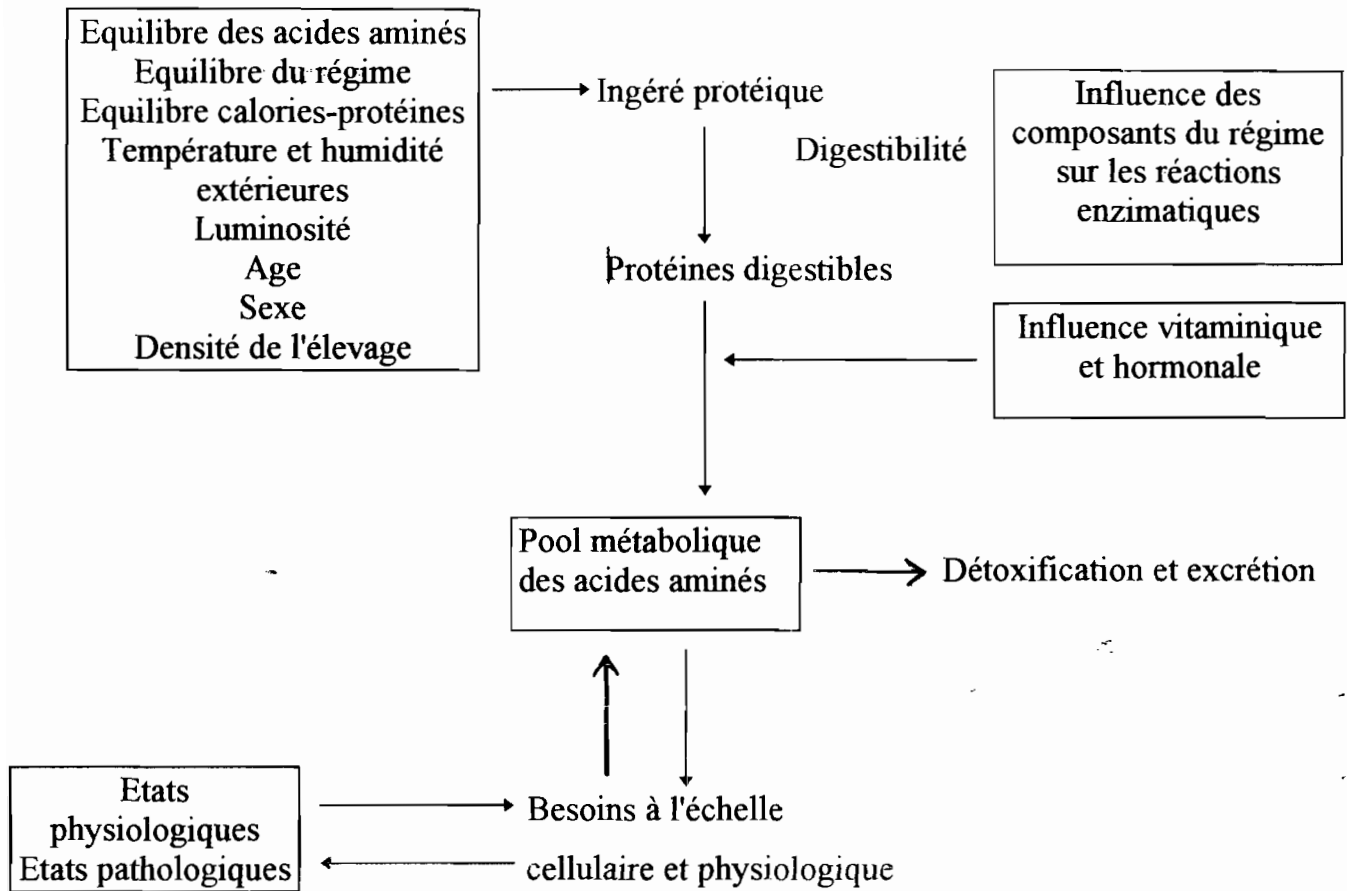 Equilibre des acides aminés
Equilibre du régime
Equilibre calories-protéines
Température et humidité
extérieures
Luminosité
Age
Sexe
Densité de l'élevage
Ingéré protéique
Digestibilité
Influence des
composants du régime
sur les réactions
enzimatiques
Protéines digestibles
Influence vitaminique
et hormonale
Pool métabolique
des acides aminés
Détoxification et excrétion
Etats
physiologiques
Etats pathologiques
Besoins à l'échelle
cellulaire et physiologique